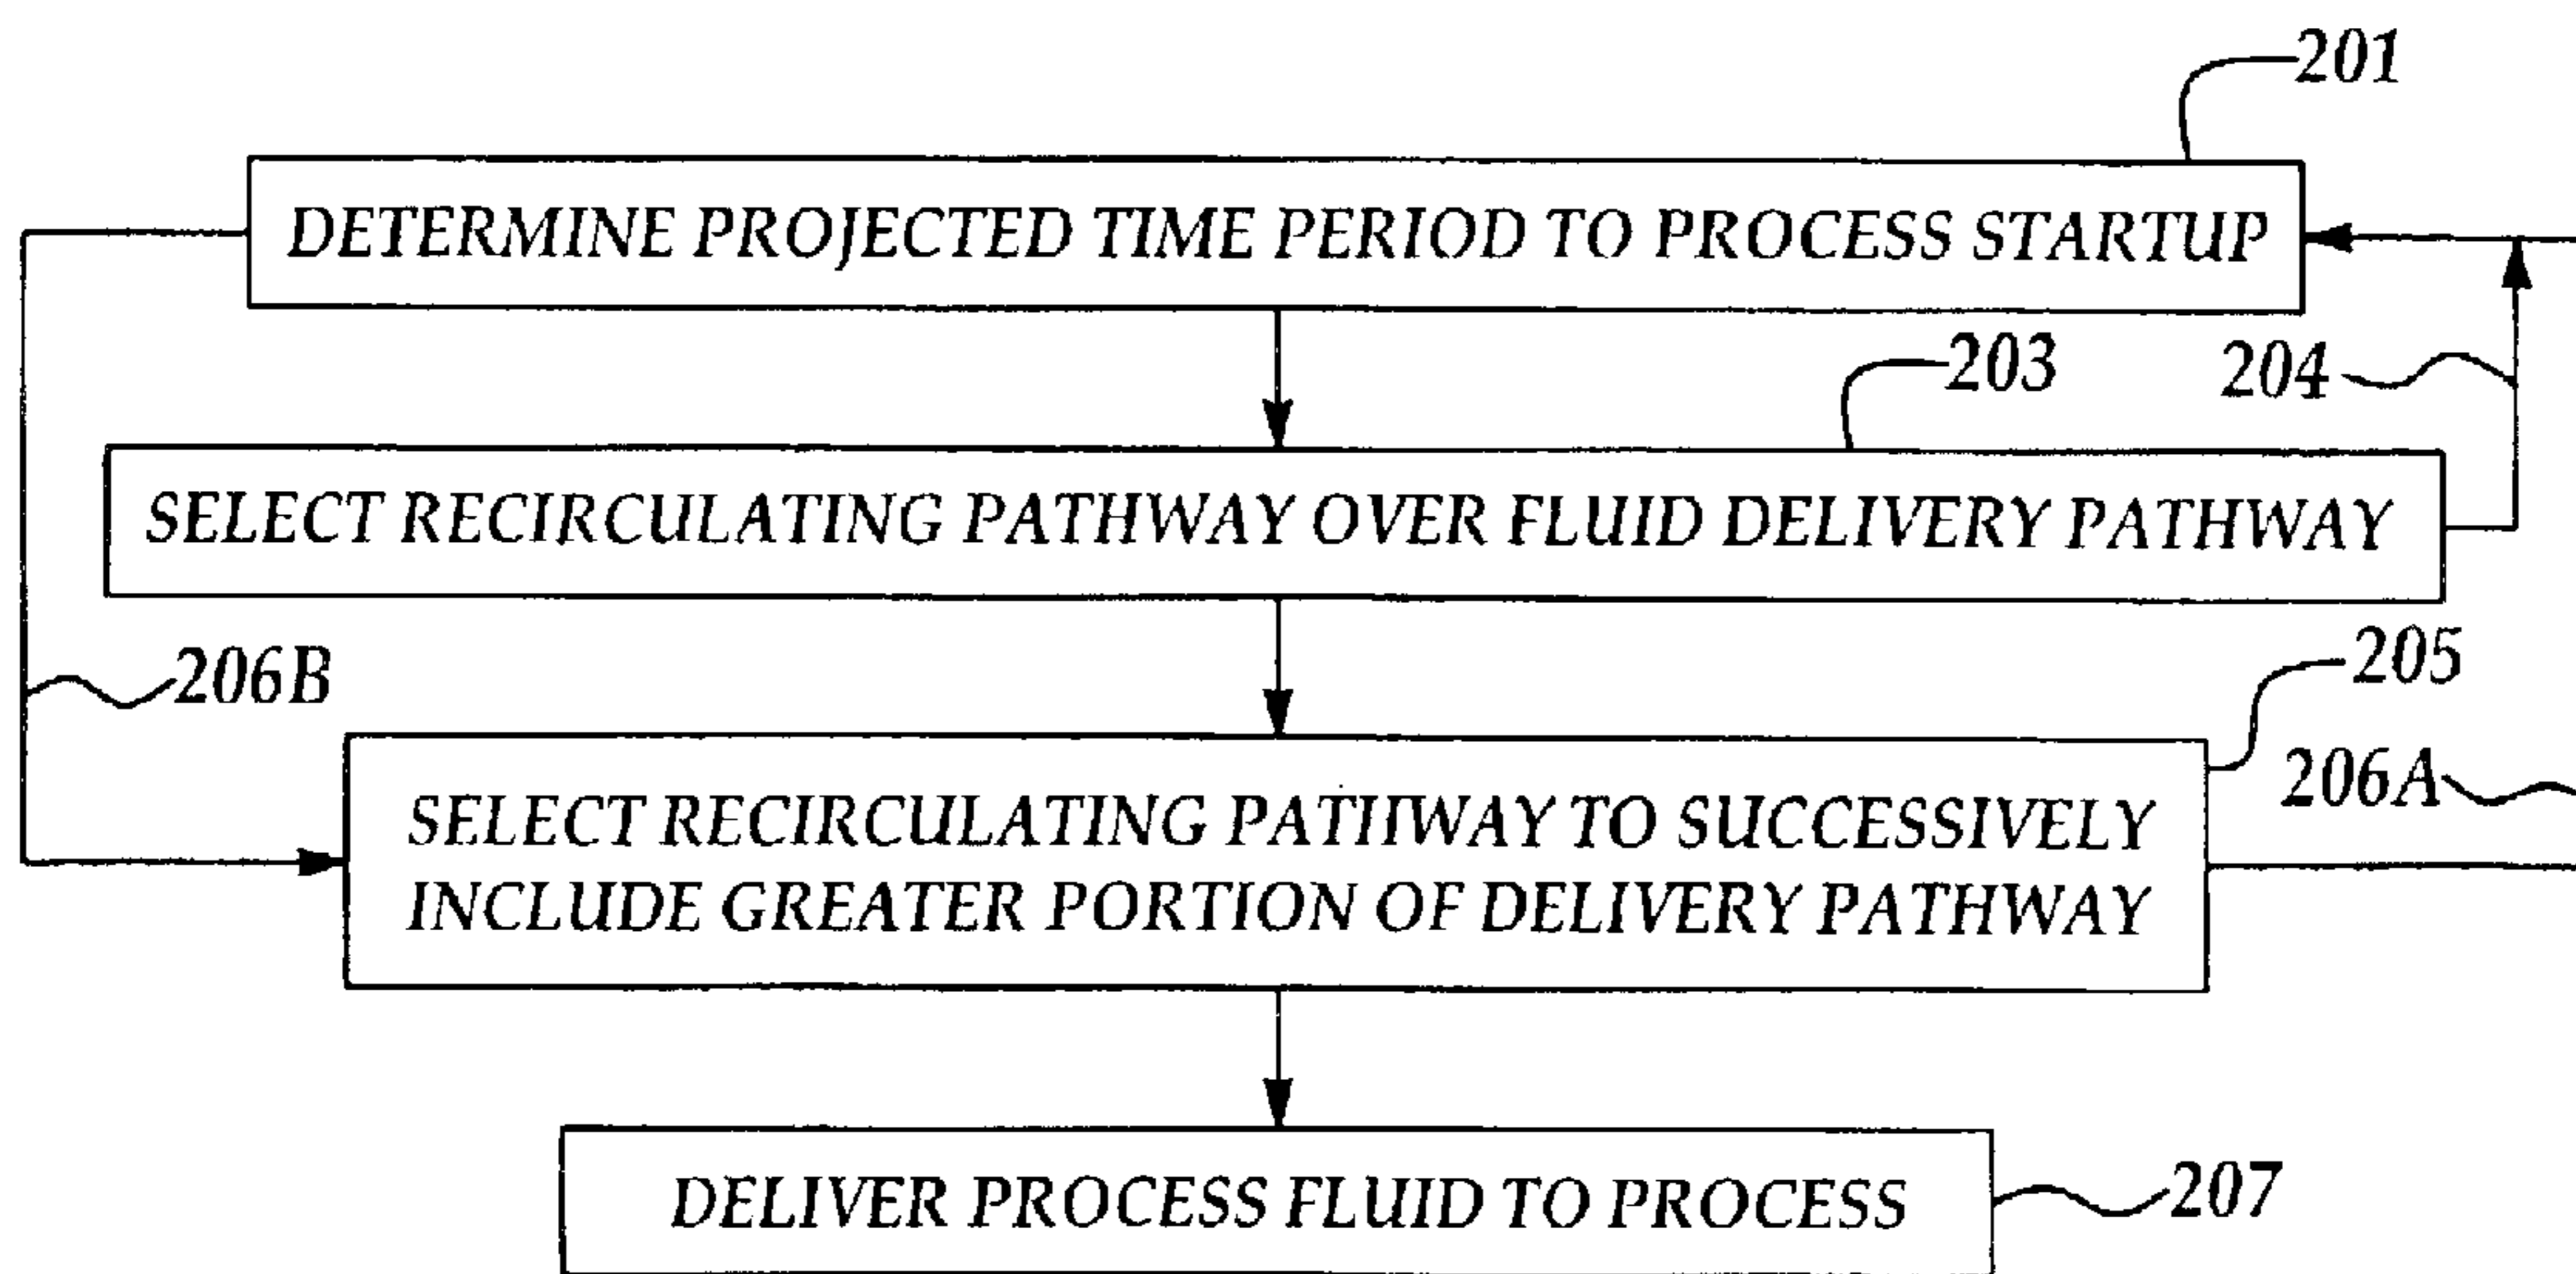 201
DETERMINE PROJECTED TIME PERIOD TO PROCESS STARTUP
203
204
SELECT RECIRCULATING PATHWAY OVER FLUID DELIVERY PATHWAY
206B
205
206A
SELECT RECIRCULATING PATHWAY TO SUCCESSIVELY
INCLUDE GREATER PORTION OF DELIVERY PATHWAY
DELIVER PROCESS FLUID TO PROCESS
207